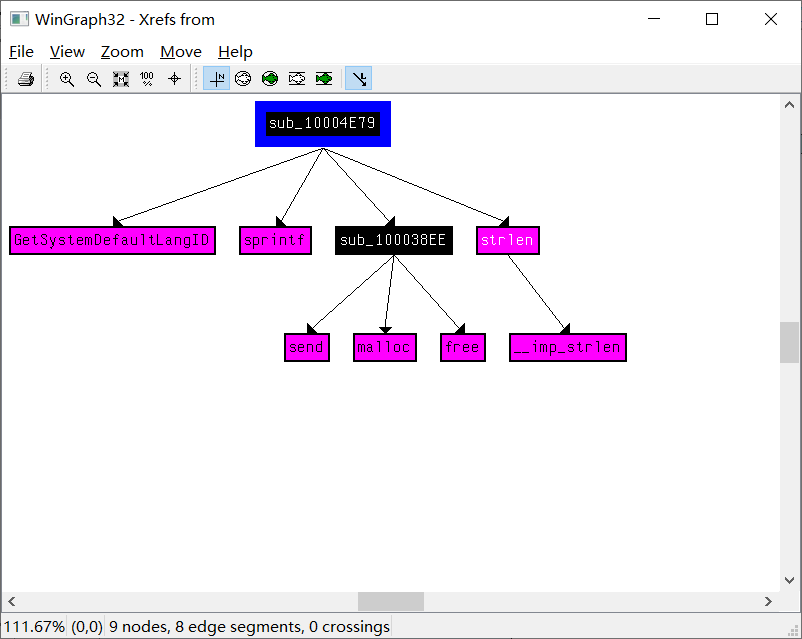 WinGraph32 - Xrefs from
File View Zoom Move Help
100 %
sub_10004E79
GetSystemDefaultLangID sprintf sub_100038EE strlen
send malloc free __imp_strlen
111.67% (0,0) 9 nodes, 8 edge segments, 0 crossings